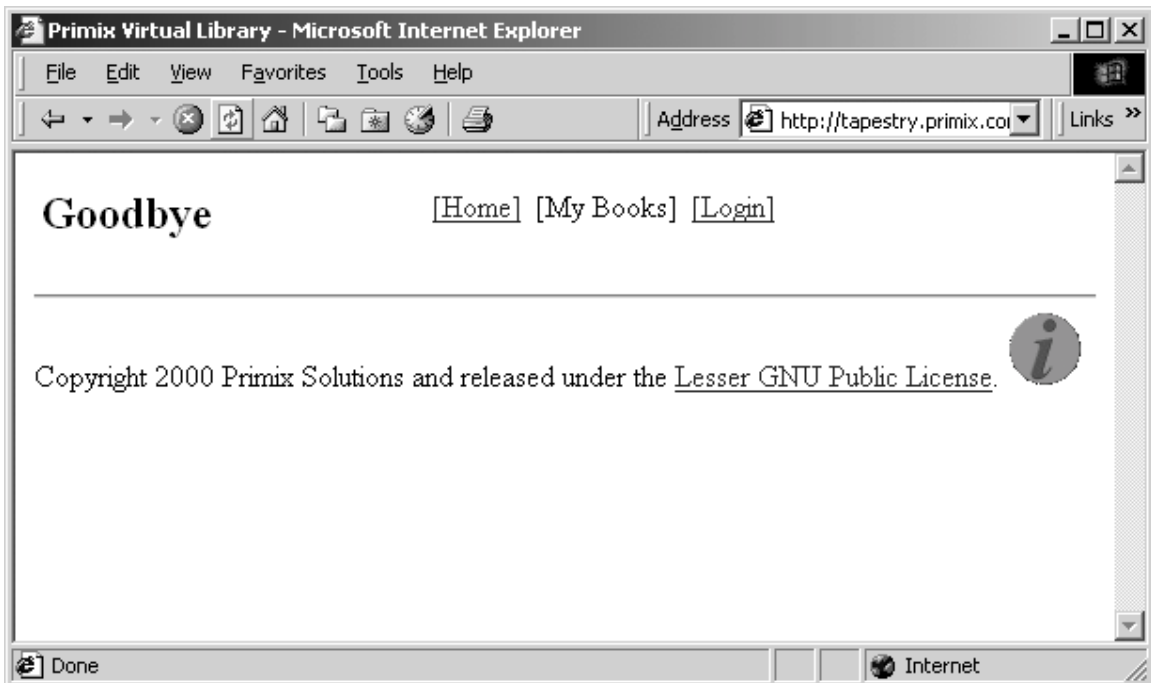 Primix Virtual Library - Microsoft Internet Explorer
File Edit View Favorites Tools Help
Address http://tapestry.primix.co Links »
Goodbye [Home] [My Books] [Login]
i
Copyright 2000 Primix Solutions and released under the Lesser GNU Public License.
Done Internet